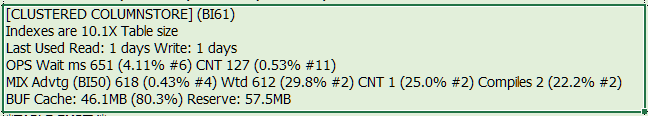 [CLUSTERED COLUMNSTORE] (BI61)
Indexes are 10.1X Table size
Last Used Read: 1 days Write: 1 days
OPS Wait ms 651 (4.11% #6) CNT 127 (0.53% #11)
MIX Advtg (BI50) 618 (0.43% #4) Wtd 612 (29.8% #2) CNT 1 (25.0% #2) Compiles 2 (22.2% #2)
BUF Cache: 46.1MB (80.3%) Reserve: 57.5MB